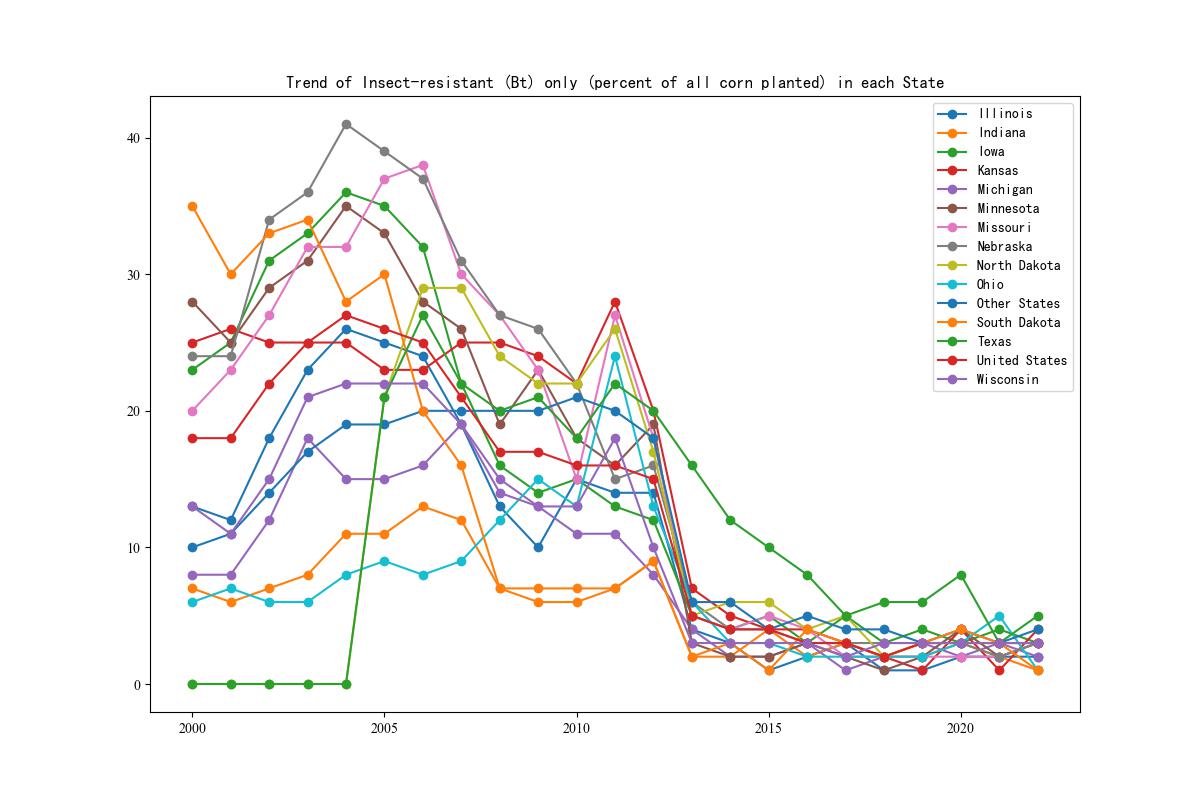 Trend of Insect-resistant (Bt) only (percent of all corn planted) in each State
40
30
20
10
0
2000
2005
2010
2015
2020
Illinois
Indiana
Iowa
Kansas
Michigan
Minnesota
Missouri
Nebraska
North Dakota
Ohio
Other States
South Dakota
Texas
United States
Wisconsin